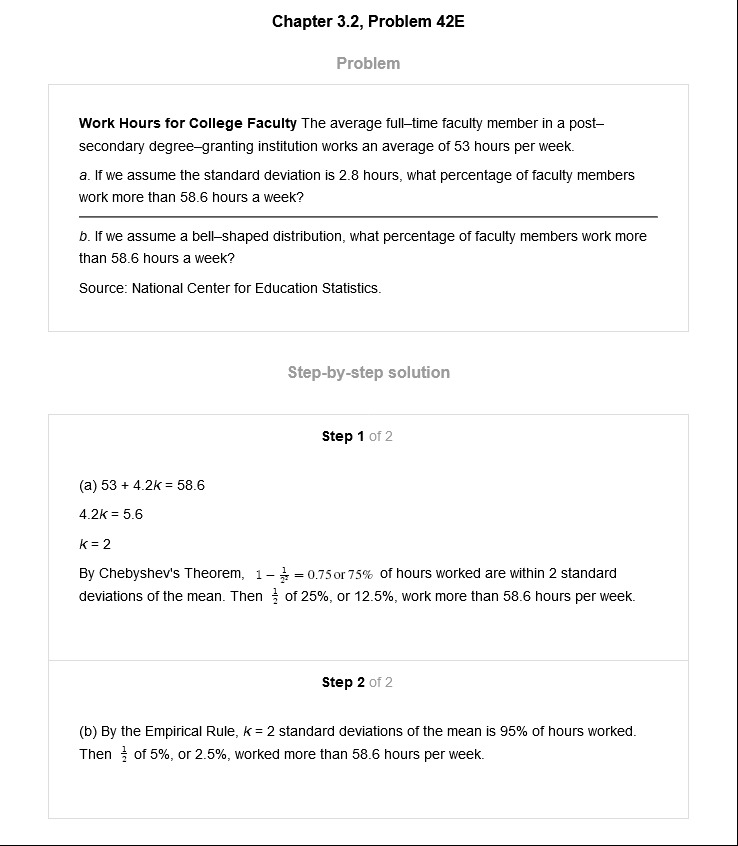 Chapter 3.2, Problem 42E
Problem
Work Hours for College Faculty The average full–time faculty member in a post–
secondary degree–granting institution works an average of 53 hours per week.
a. If we assume the standard deviation is 2.8 hours, what percentage of faculty members
work more than 58.6 hours a week?
b. If we assume a bell–shaped distribution, what percentage of faculty members work more
than 58.6 hours a week?
Source: National Center for Education Statistics.
Step-by-step solution
Step 1 of 2
(a) 53 + 4.2k = 58.6
4.2k = 5.6
k = 2
By Chebyshev's Theorem, 1 − 1/2² = 0.75 or 75% of hours worked are within 2 standard
deviations of the mean. Then 1/2 of 25%, or 12.5%, work more than 58.6 hours per week.
Step 2 of 2
(b) By the Empirical Rule, k = 2 standard deviations of the mean is 95% of hours worked.
Then 1/2 of 5%, or 2.5%, worked more than 58.6 hours per week.